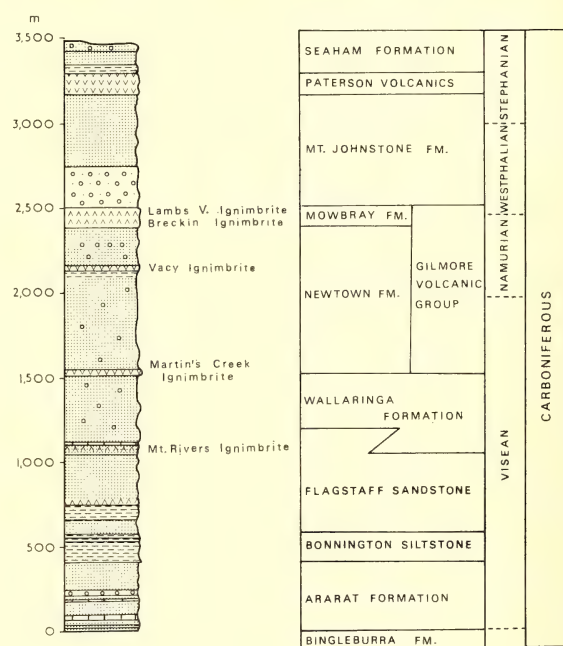 m
3,500
3,000
2,500
2,000
1,500
1,000
500
0
Lambs V. Ignimbrite
Breckin Ignimbrite
Vacy Ignimbrite
Martin's Creek
Ignimbrite
Mt. Rivers Ignimbrite
SEAHAM FORMATION
PATERSON VOLCANICS
MT. JOHNSTONE FM.
MOWBRAY FM.
NEWTOWN FM.
GILMORE
VOLCANIC
GROUP
WALLARINGA
FORMATION
FLAGSTAFF SANDSTONE
BONNINGTON SILTSTONE
ARARAT FORMATION
BINGLEBURRA FM.
STEPHANIAN
WESTPHALIAN
NAMURIAN
VISEAN
CARBONIFEROUS